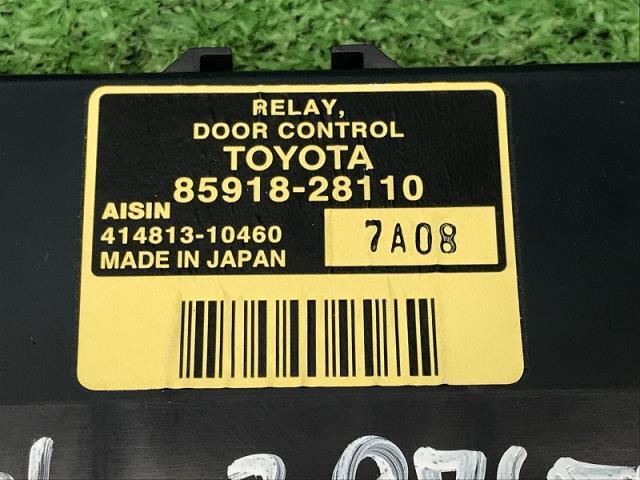 RELAY,
DOOR CONTROL
TOYOTA
85918-28110
AISIN
414813-10460
7A08
MADE IN JAPAN